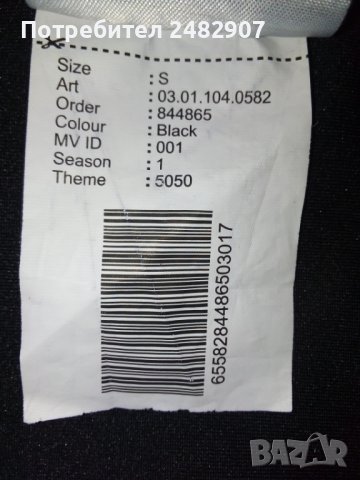 Потребител 2482907
Size : S
Art : 03.01.104.0582
Order : 844865
Colour : Black
MV ID : 001
Season : 1
Theme : 5050
6558284486503017
BAZAR